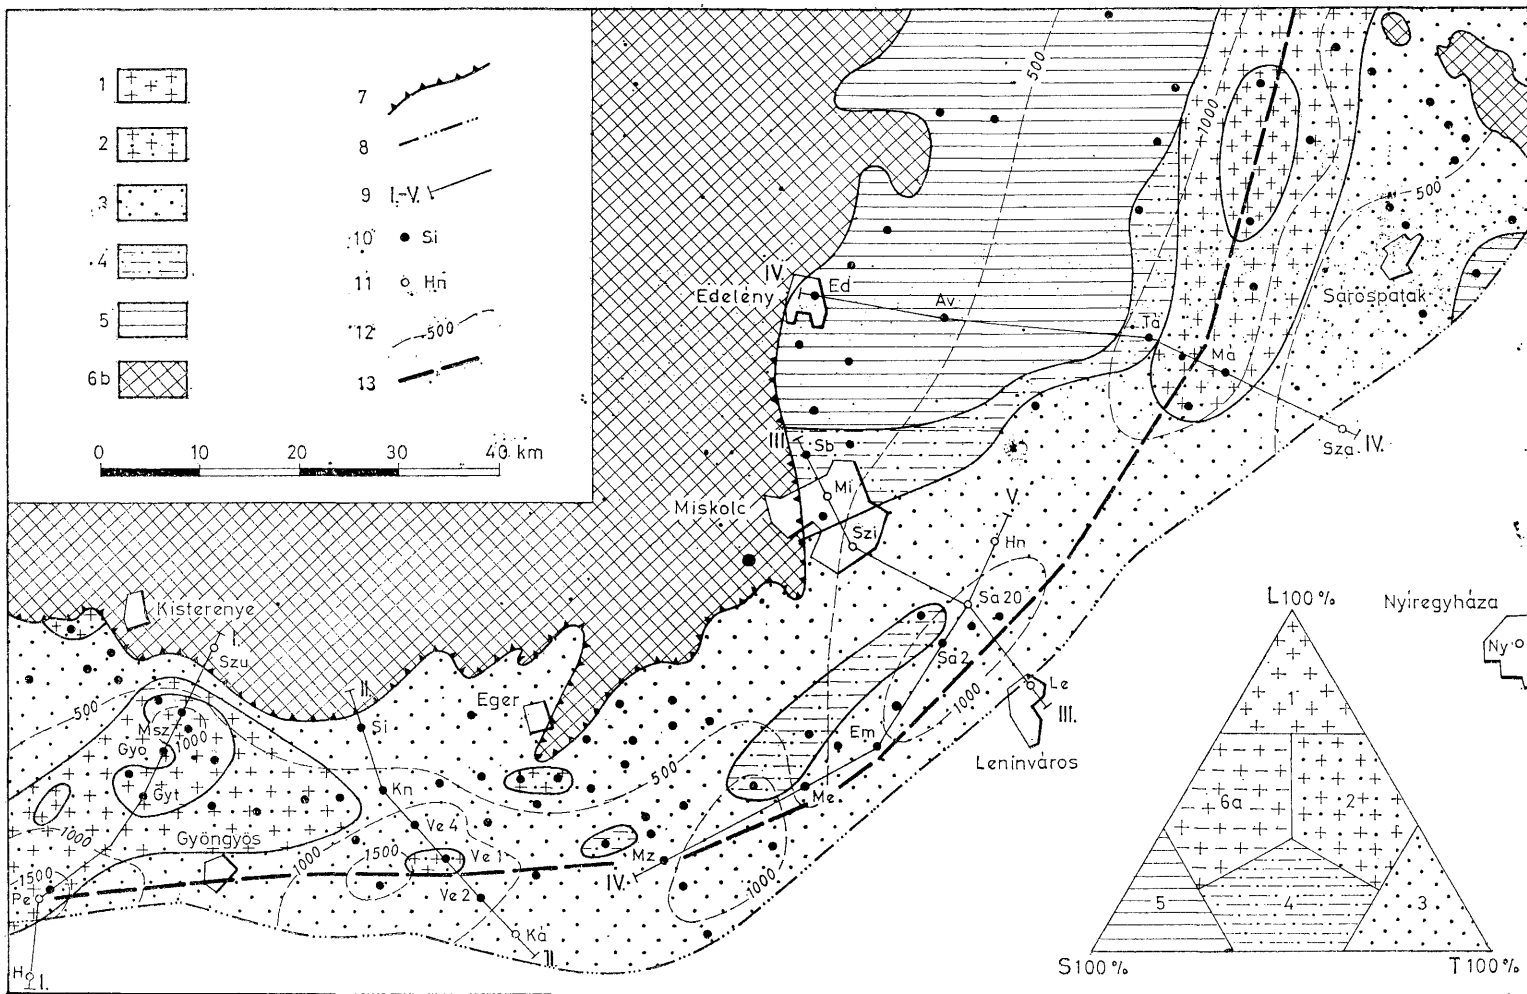 1
2
3
4
5
6b
7
8
9 I.-V.
10 Si
11 Hn
12 500
13
0 10 20 30 40 km
500
1000
500
IV.
Edelény
Ed
Av
Ta
Ma
Sárospatak
Sza
IV.
III.
Sb
Miskolc
Mi
Szi
V.
Hn
Sa 20
Sa 2
1000
Le
III.
Leninváros
L 100 %
Nyíregyháza
Ny
Kisterenye
I.
Szu
500
Msz
1000
Gyo
Gyt
1000
Gyöngyös
II.
Si
Eger
Kn
Ve 4
500
Em
Me
1000
1500
Ve 1
Ve 2
Mz
IV.
1000
1500
Pe
Ká
II.
H
I.
1
6a
2
5
4
3
S 100 %
T 100 %